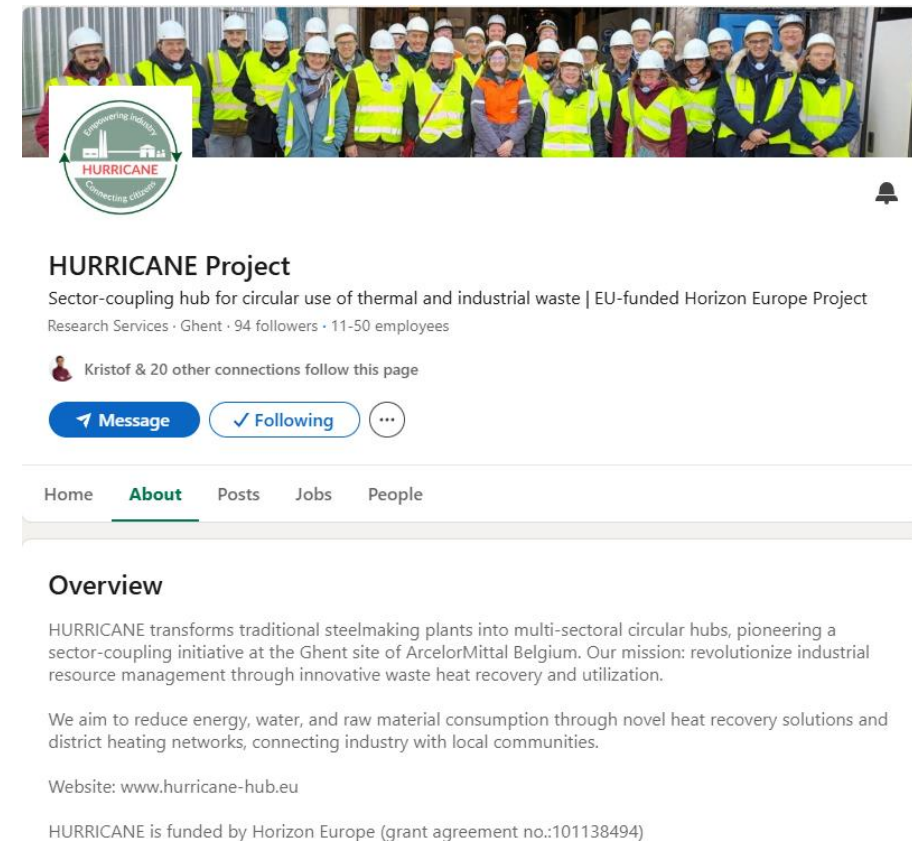 Empowering industry
HURRICANE
Connecting citizens
HURRICANE Project
Sector-coupling hub for circular use of thermal and industrial waste | EU-funded Horizon Europe Project
Research Services · Ghent · 94 followers · 11-50 employees
Kristof & 20 other connections follow this page
Message
Following
Home About Posts Jobs People
Overview
HURRICANE transforms traditional steelmaking plants into multi-sectoral circular hubs, pioneering a
sector-coupling initiative at the Ghent site of ArcelorMittal Belgium. Our mission: revolutionize industrial
resource management through innovative waste heat recovery and utilization.
We aim to reduce energy, water, and raw material consumption through novel heat recovery solutions and
district heating networks, connecting industry with local communities.
Website: www.hurricane-hub.eu
HURRICANE is funded by Horizon Europe (grant agreement no.:101138494)